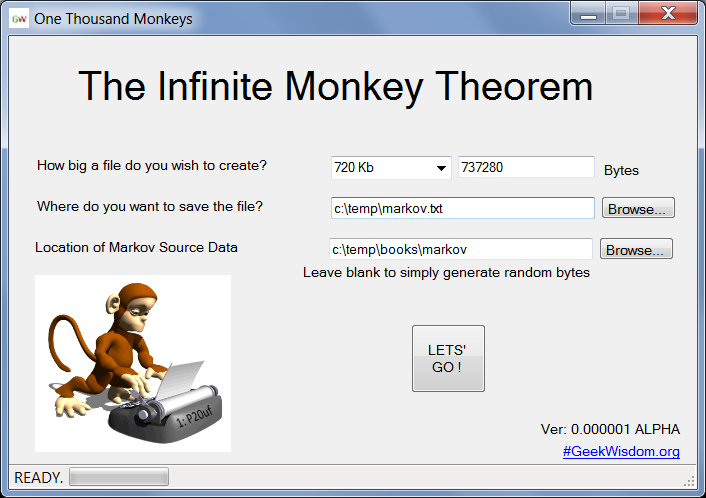 GW One Thousand Monkeys
The Infinite Monkey Theorem
How big a file do you wish to create? 720 Kb 737280 Bytes
Where do you want to save the file? c:\temp\markov.txt Browse...
Location of Markov Source Data c:\temp\books\markov Browse...
Leave blank to simply generate random bytes
LETS'
GO !
1: P20uf
Ver: 0.000001 ALPHA
#GeekWisdom.org
READY.